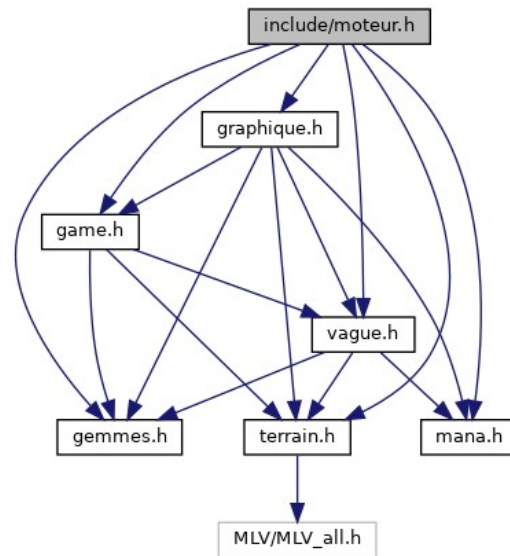 include/moteur.h
graphique.h
game.h
vague.h
gemmes.h
terrain.h
mana.h
MLV/MLV_all.h